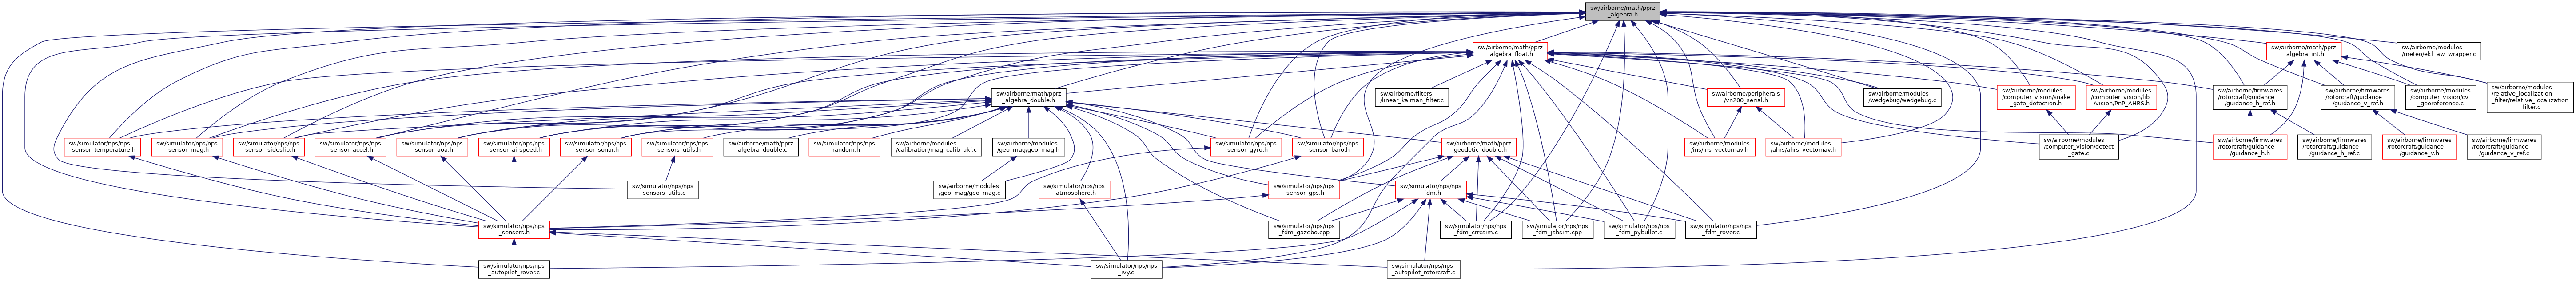 sw/airborne/math/pprz
_algebra.h
sw/airborne/math/pprz
_algebra_float.h
sw/airborne/math/pprz
_algebra_int.h
sw/airborne/modules
/meteo/ekf_aw_wrapper.c
sw/airborne/math/pprz
_algebra_double.h
sw/airborne/filters
/linear_kalman_filter.c
sw/airborne/peripherals
/vn200_serial.h
sw/airborne/modules
/wedgebug/wedgebug.c
sw/airborne/modules
/computer_vision/snake
_gate_detection.h
sw/airborne/modules
/computer_vision/lib
/vision/PnP_AHRS.h
sw/airborne/firmwares
/rotorcraft/guidance
/guidance_h_ref.h
sw/airborne/firmwares
/rotorcraft/guidance
/guidance_v_ref.h
sw/airborne/modules
/computer_vision/cv
_georeference.c
sw/airborne/modules
/relative_localization
_filter/relative_localization
_filter.c
sw/simulator/nps/nps
_sensor_temperature.h
sw/simulator/nps/nps
_sensor_mag.h
sw/simulator/nps/nps
_sensor_sideslip.h
sw/simulator/nps/nps
_sensor_accel.h
sw/simulator/nps/nps
_sensor_aoa.h
sw/simulator/nps/nps
_sensor_airspeed.h
sw/simulator/nps/nps
_sensor_sonar.h
sw/simulator/nps/nps
_sensors_utils.h
sw/airborne/math/pprz
_algebra_double.c
sw/simulator/nps/nps
_random.h
sw/airborne/modules
/calibration/mag_calib_ukf.c
sw/airborne/modules
/geo_mag/geo_mag.h
sw/simulator/nps/nps
_sensor_gyro.h
sw/simulator/nps/nps
_sensor_baro.h
sw/airborne/math/pprz
_geodetic_double.h
sw/airborne/modules
/ins/ins_vectornav.h
sw/airborne/modules
/ahrs/ahrs_vectornav.h
sw/airborne/modules
/computer_vision/detect
_gate.c
sw/airborne/firmwares
/rotorcraft/guidance
/guidance_h.h
sw/airborne/firmwares
/rotorcraft/guidance
/guidance_h_ref.c
sw/airborne/firmwares
/rotorcraft/guidance
/guidance_v.h
sw/airborne/firmwares
/rotorcraft/guidance
/guidance_v_ref.c
sw/simulator/nps/nps
_sensors_utils.c
sw/airborne/modules
/geo_mag/geo_mag.c
sw/simulator/nps/nps
_atmosphere.h
sw/simulator/nps/nps
_sensor_gps.h
sw/simulator/nps/nps
_fdm.h
sw/simulator/nps/nps
_sensors.h
sw/simulator/nps/nps
_fdm_gazebo.cpp
sw/simulator/nps/nps
_fdm_crrcsim.c
sw/simulator/nps/nps
_fdm_jsbsim.cpp
sw/simulator/nps/nps
_fdm_pybullet.c
sw/simulator/nps/nps
_fdm_rover.c
sw/simulator/nps/nps
_autopilot_rover.c
sw/simulator/nps/nps
_ivy.c
sw/simulator/nps/nps
_autopilot_rotorcraft.c